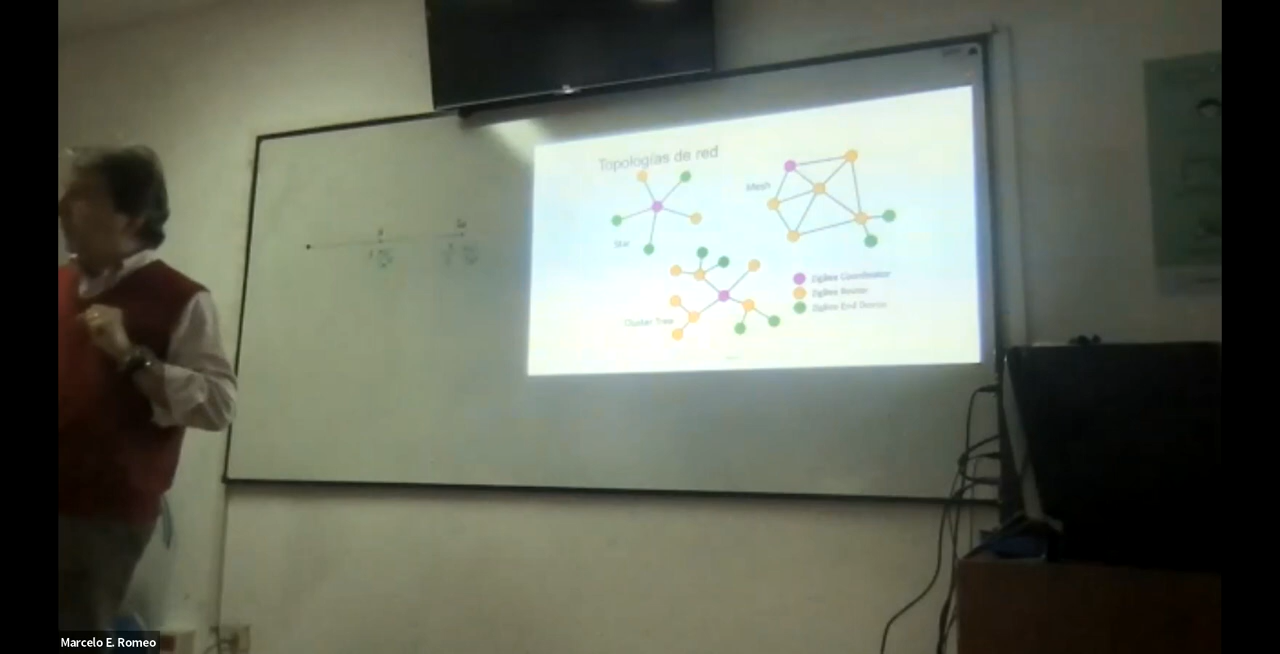 Topologías de red
Mesh
Star
Cluster Tree
ZigBee Coordinator
ZigBee Router
ZigBee End Device
Marcelo E. Romeo